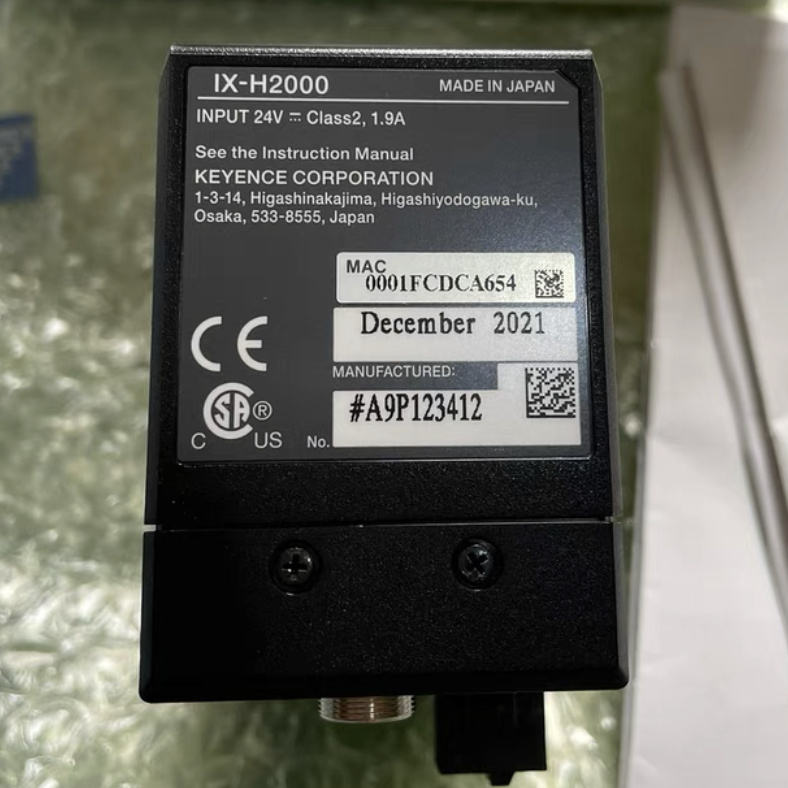 IX-H2000
MADE IN JAPAN
INPUT 24V ⎓ Class2, 1.9A
See the Instruction Manual
KEYENCE CORPORATION
1-3-14, Higashinakajima, Higashiyodogawa-ku,
Osaka, 533-8555, Japan
MAC
0001FCDCA654
December 2021
MANUFACTURED:
CE
SA®
C US
No. #A9P123412